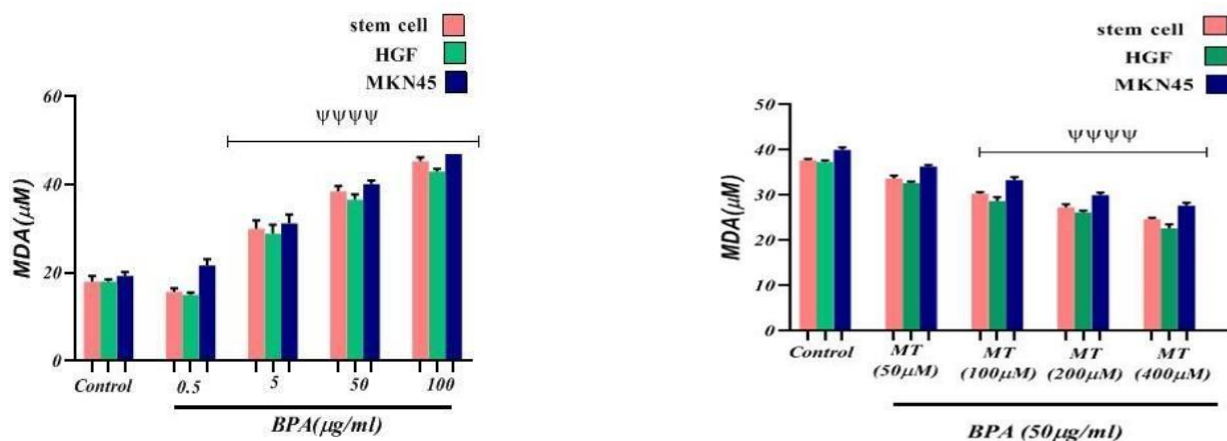 stem cell
HGF
MKN45
60
ψψψψ
40
MDA(μM)
20
0
Control
0.5
5
50
100
BPA(μg/ml)
stem cell
HGF
MKN45
50
ψψψψ
40
30
MDA(μM)
20
10
0
Control
MT
(50μM)
MT
(100μM)
MT
(200μM)
MT
(400μM)
BPA (50μg/ml)